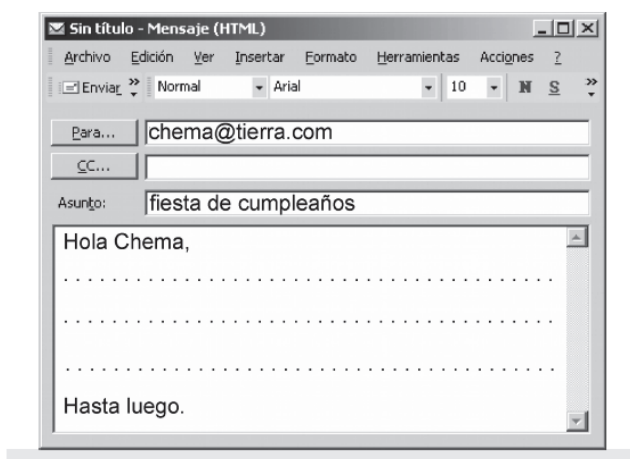 Sin título - Mensaje (HTML)
Archivo Edición Ver Insertar Formato Herramientas Acciones ?
Enviar Normal Arial 10 N S
Para... chema@tierra.com
CC...
Asunto: fiesta de cumpleaños
Hola Chema,
. . . . . . . . . . . . . . . . . . . . . . . . . . . . . . . . . . . . . . . . . .
. . . . . . . . . . . . . . . . . . . . . . . . . . . . . . . . . . . . . . . . . .
. . . . . . . . . . . . . . . . . . . . . . . . . . . . . . . . . . . . . . . . . .
Hasta luego.